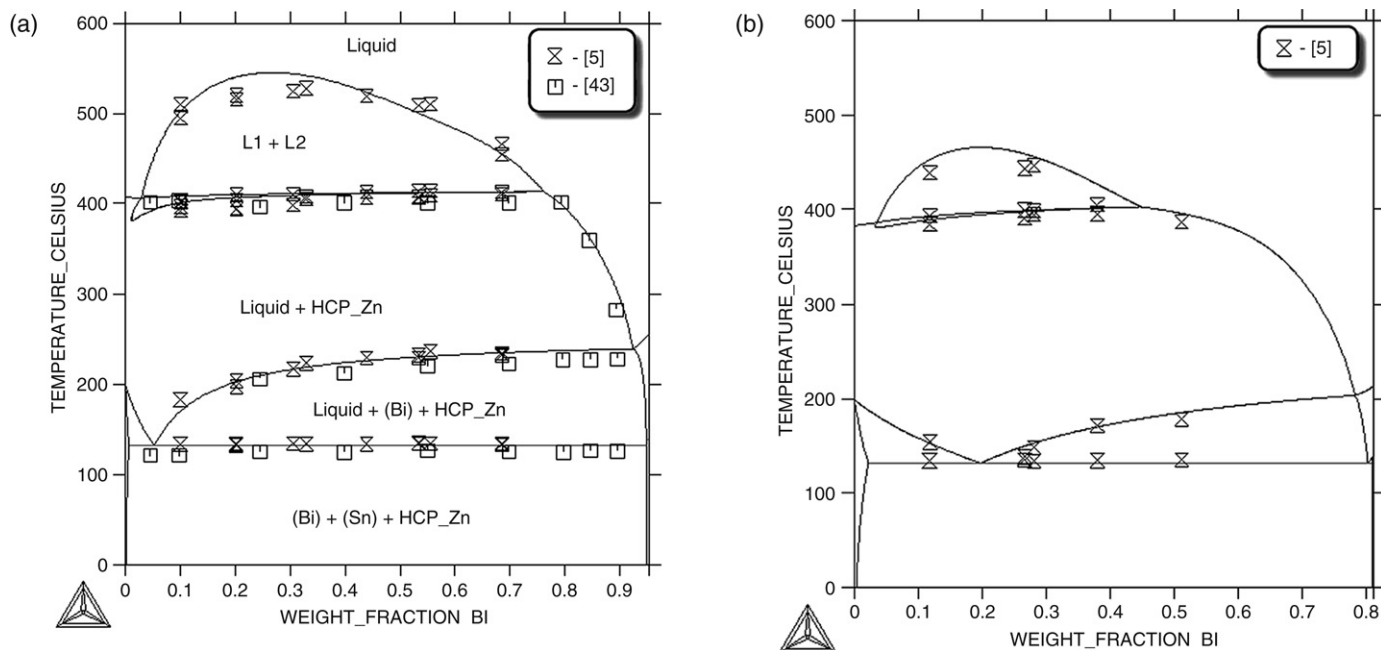 (a)
600
500
400
300
200
100
0
TEMPERATURE_CELSIUS
Liquid
- [5]
- [43]
L1 + L2
Liquid + HCP_Zn
Liquid + (Bi) + HCP_Zn
(Bi) + (Sn) + HCP_Zn
0 0.1 0.2 0.3 0.4 0.5 0.6 0.7 0.8 0.9
WEIGHT_FRACTION BI
(b)
600
500
400
300
200
100
0
TEMPERATURE_CELSIUS
- [5]
0 0.1 0.2 0.3 0.4 0.5 0.6 0.7 0.8
WEIGHT_FRACTION BI